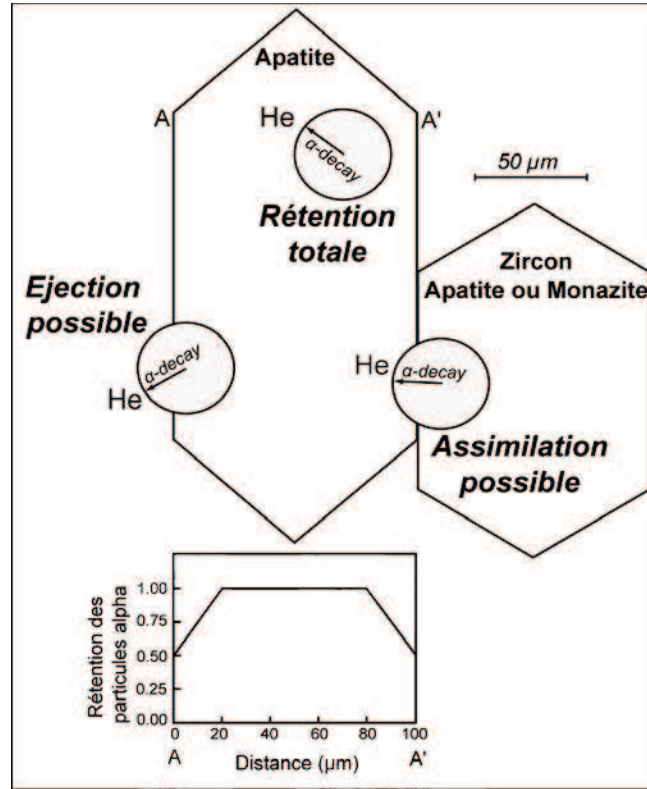 Apatite
A
A'
He
α-decay
Rétention
totale
50 µm
Zircon
Apatite ou Monazite
Ejection
possible
α-decay
He
He
α-decay
Assimilation
possible
Rétention des
particules alpha
1.00
0.75
0.50
0.25
0.00
0 20 40 60 80 100
A Distance (µm) A'